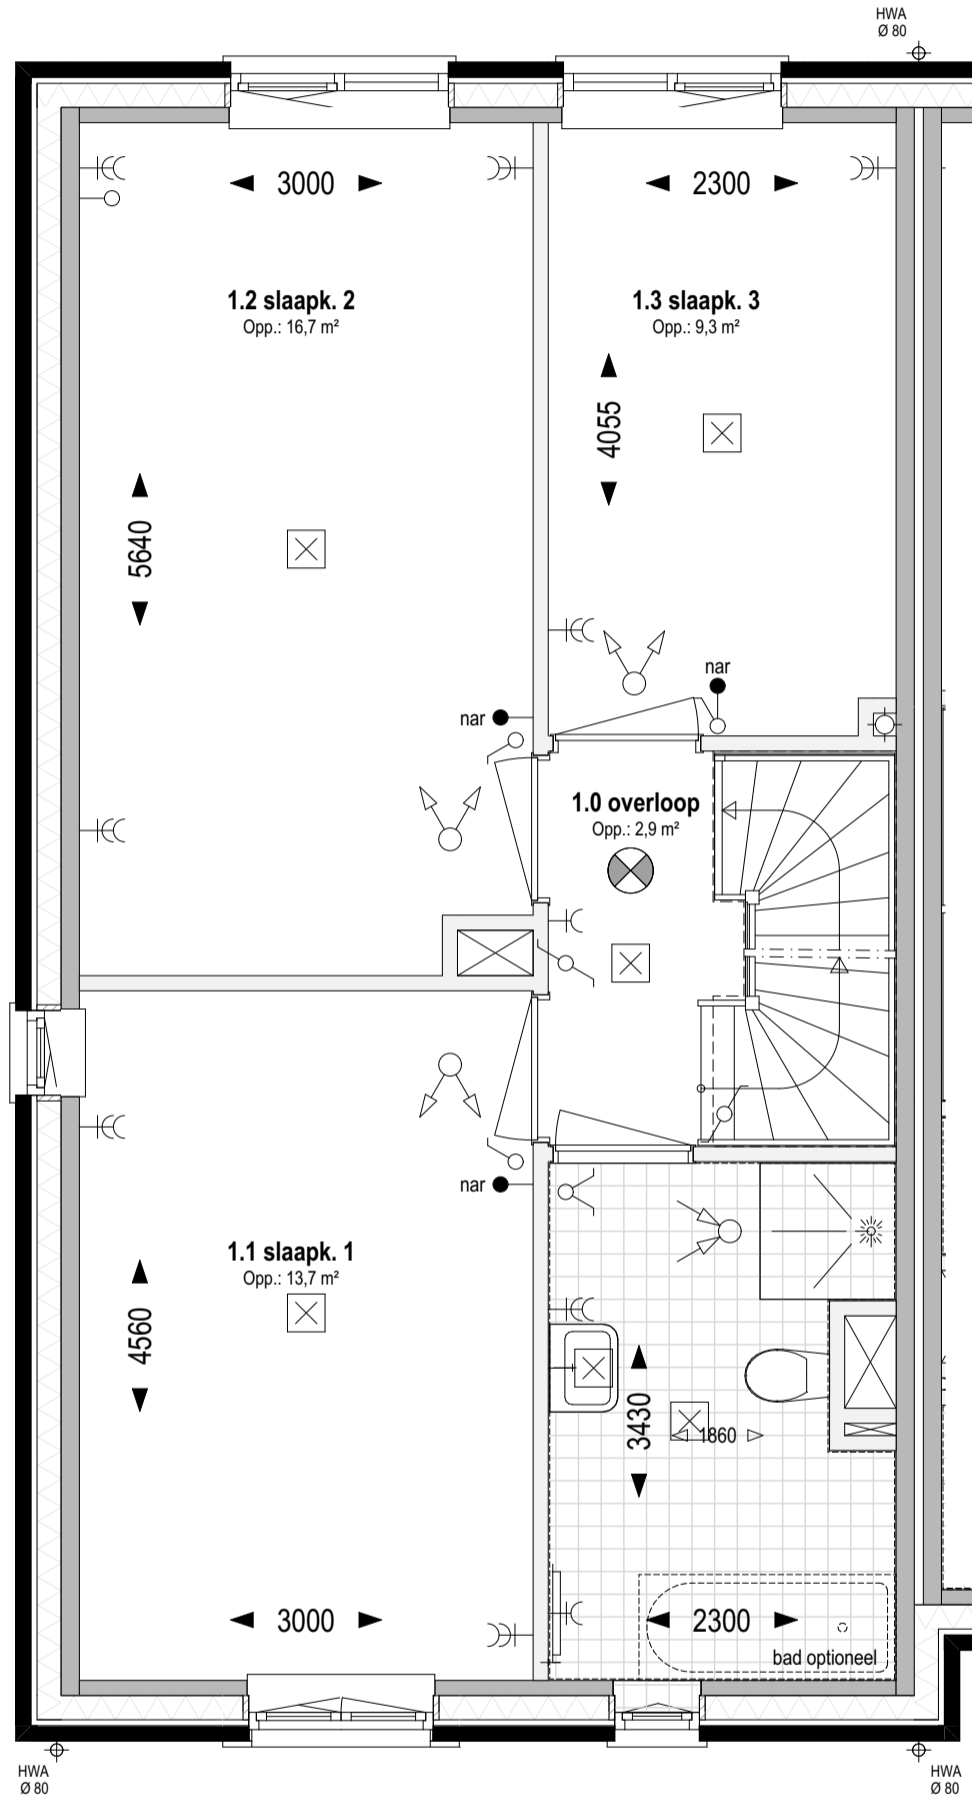 HWA
Ø 80
3000
2300
1.2 slaapk. 2
Opp.: 16,7 m²
1.3 slaapk. 3
Opp.: 9,3 m²
4055
5640
nar
nar
1.0 overloop
Opp.: 2,9 m²
nar
1.1 slaapk. 1
Opp.: 13,7 m²
4560
3430
1860
3000
2300
bad optioneel
HWA
Ø 80
HWA
Ø 80